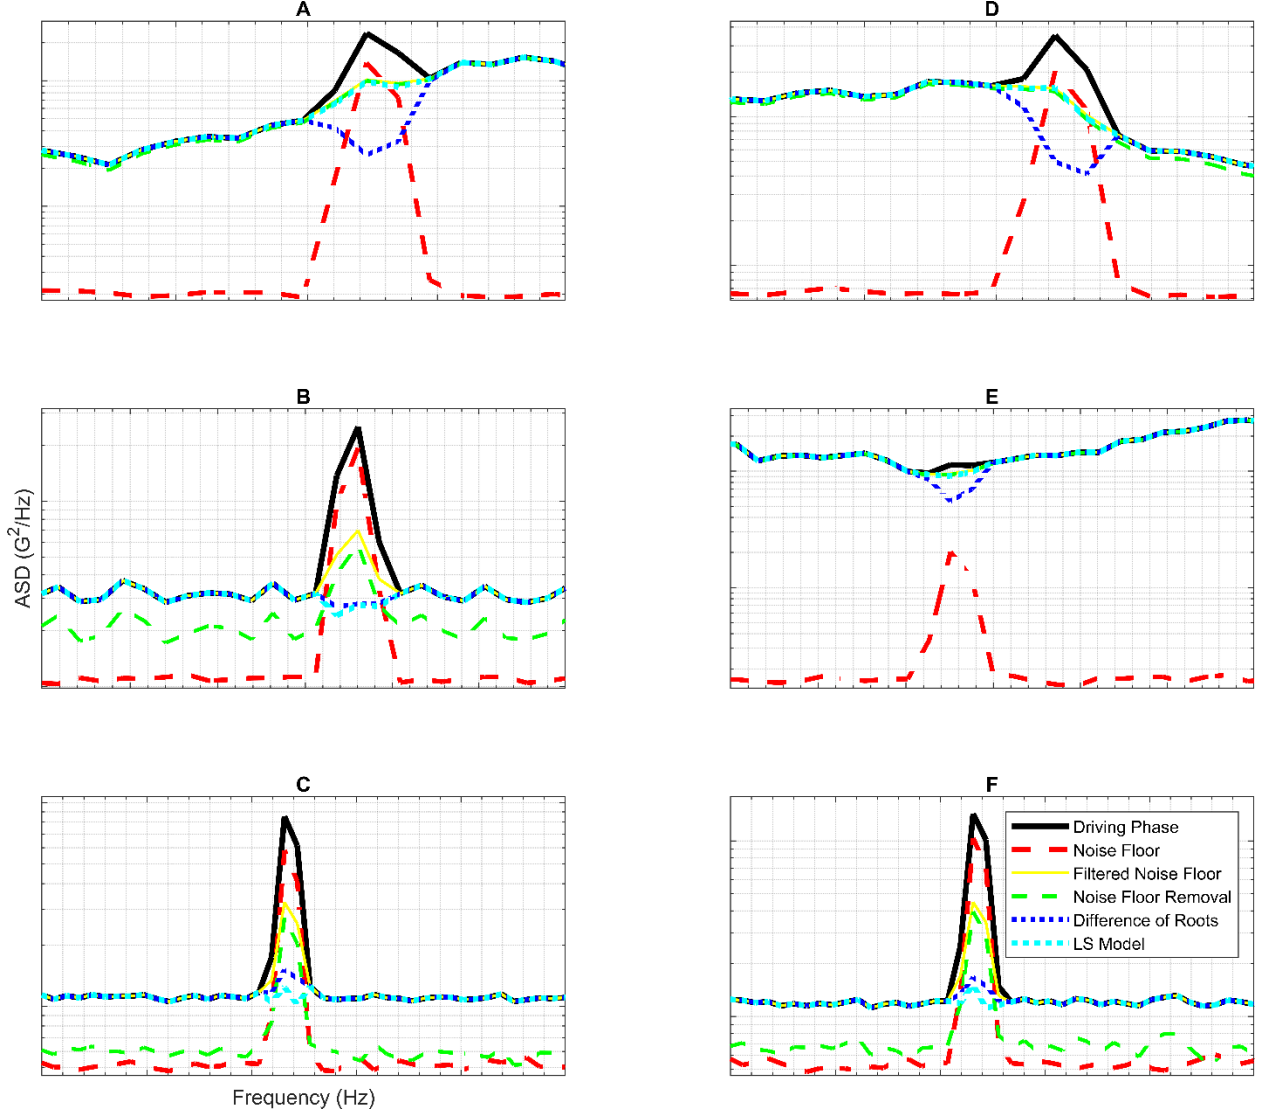 A
D
B
E
ASD (G²/Hz)
C
F
Driving Phase
Noise Floor
Filtered Noise Floor
Noise Floor Removal
Difference of Roots
LS Model
Frequency (Hz)